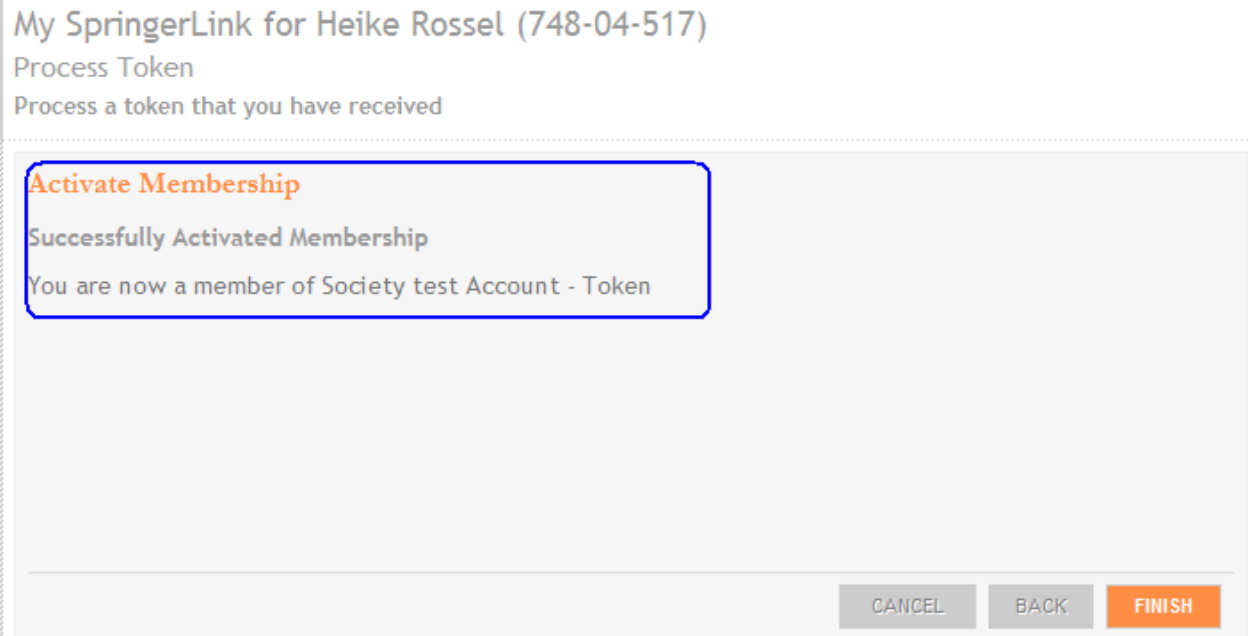 My SpringerLink for Heike Rossel (748-04-517)
Process Token
Process a token that you have received
Activate Membership
Successfully Activated Membership
You are now a member of Society test Account - Token
CANCEL
BACK
FINISH